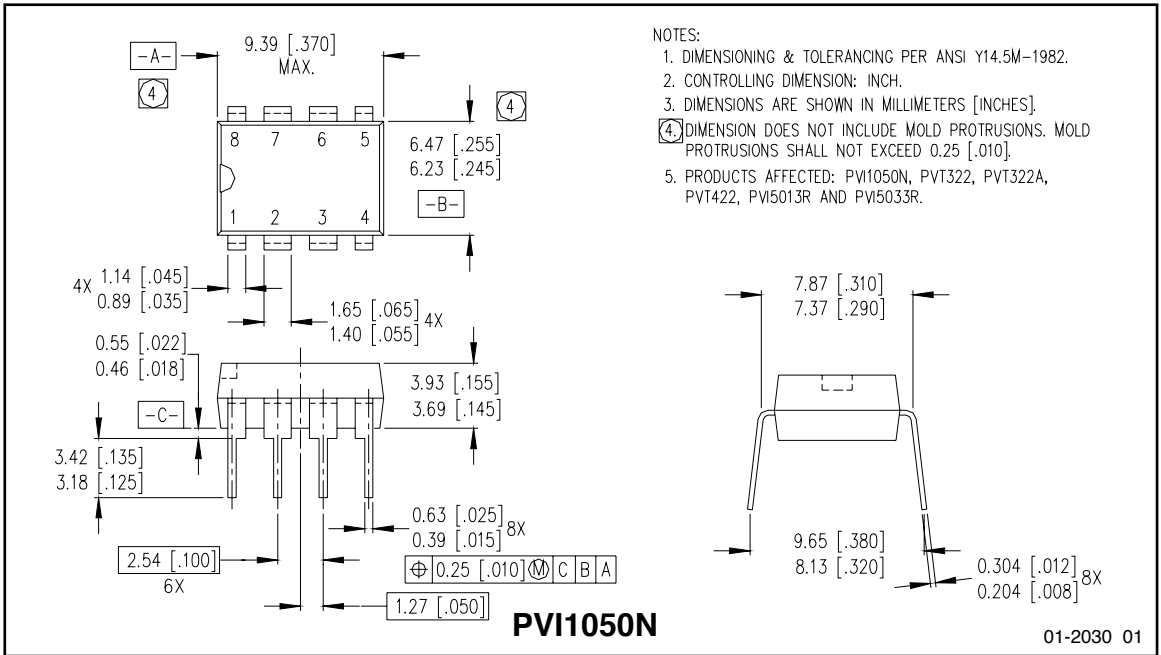 -A-
9.39 [.370]
MAX.
4
4
8 7 6 5
1 2 3 4
6.47 [.255]
6.23 [.245]
-B-
4X 1.14 [.045]
0.89 [.035]
1.65 [.065]
1.40 [.055] 4X
0.55 [.022]
0.46 [.018]
3.93 [.155]
3.69 [.145]
-C-
3.42 [.135]
3.18 [.125]
0.63 [.025]
0.39 [.015] 8X
2.54 [.100]
6X
⌖ 0.25 [.010] Ⓜ C B A
1.27 [.050]
NOTES:
1. DIMENSIONING & TOLERANCING PER ANSI Y14.5M-1982.
2. CONTROLLING DIMENSION: INCH.
3. DIMENSIONS ARE SHOWN IN MILLIMETERS [INCHES].
4. DIMENSION DOES NOT INCLUDE MOLD PROTRUSIONS. MOLD
PROTRUSIONS SHALL NOT EXCEED 0.25 [.010].
5. PRODUCTS AFFECTED: PVI1050N, PVT322, PVT322A,
PVT422, PVI5013R AND PVI5033R.
7.87 [.310]
7.37 [.290]
9.65 [.380]
8.13 [.320]
0.304 [.012]
0.204 [.008] 8X
PVI1050N
01-2030 01